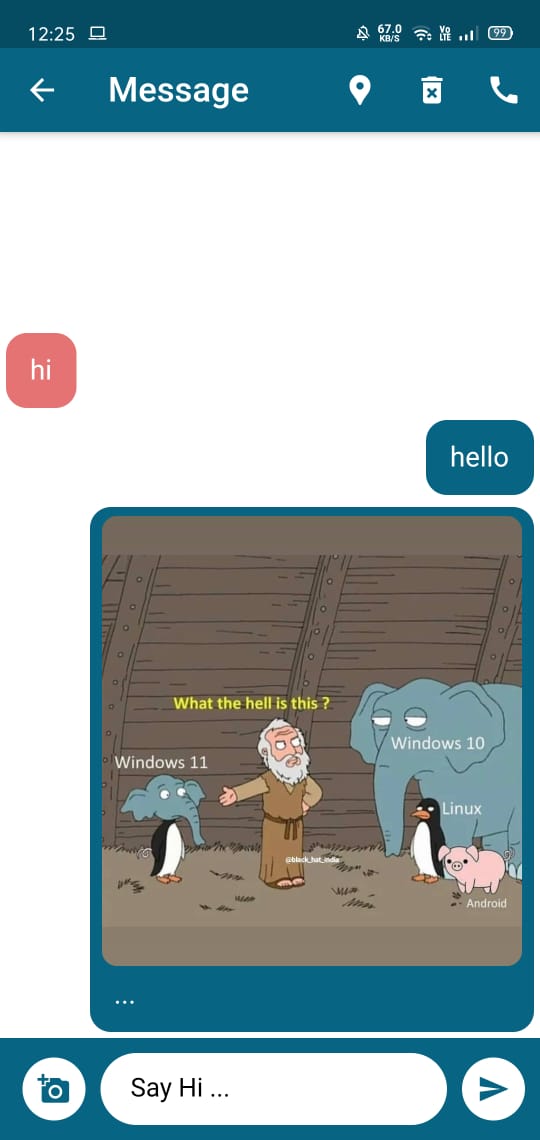 12:25
67.0
KB/S
Vo
LTE
99
Message
hi
hello
What the hell is this ?
Windows 11
Windows 10
Linux
@black_hat_india
Android
...
Say Hi ...